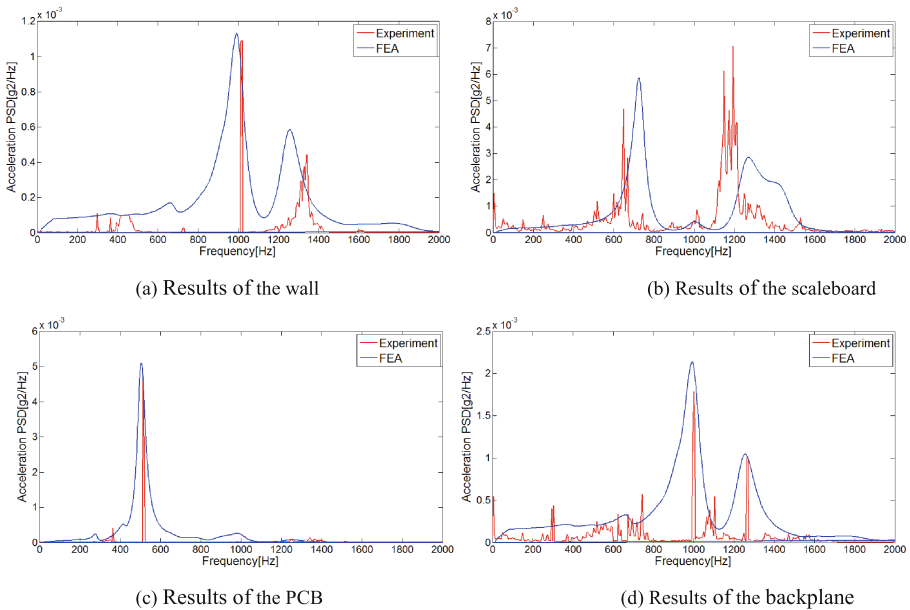 x 10-3
1.2
1
0.8
0.6
0.4
0.2
0
Acceleration PSD[g2/Hz]
Experiment
FEA
0 200 400 600 800 1000 1200 1400 1600 1800 2000
Frequency[Hz]
(a) Results of the wall
x 10-3
8
7
6
5
4
3
2
1
0
Acceleration PSD[g2/Hz]
Experiment
FEA
0 200 400 600 800 1000 1200 1400 1600 1800 2000
Frequency[Hz]
(b) Results of the scaleboard
x 10-3
6
5
4
3
2
1
0
Acceleration PSD[g2/Hz]
Experiment
FEA
0 200 400 600 800 1000 1200 1400 1600 1800 2000
Frequency[Hz]
(c) Results of the PCB
x 10-3
2.5
2
1.5
1
0.5
0
Acceleration PSD[g2/Hz]
Experiment
FEA
0 200 400 600 800 1000 1200 1400 1600 1800 2000
Frequency[Hz]
(d) Results of the backplane